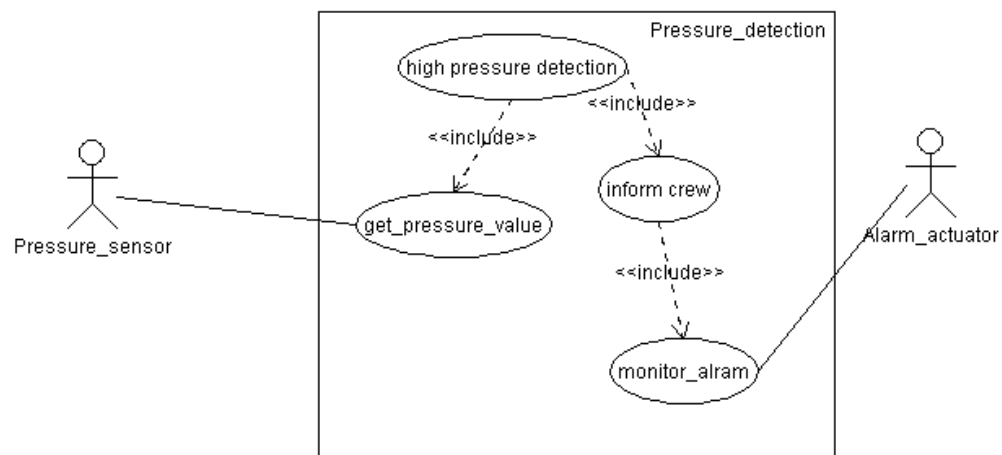 Pressure_detection
high pressure detection
<<include>>
<<include>>
inform crew
get_pressure_value
Pressure_sensor
Alarm_actuator
<<include>>
monitor_alram